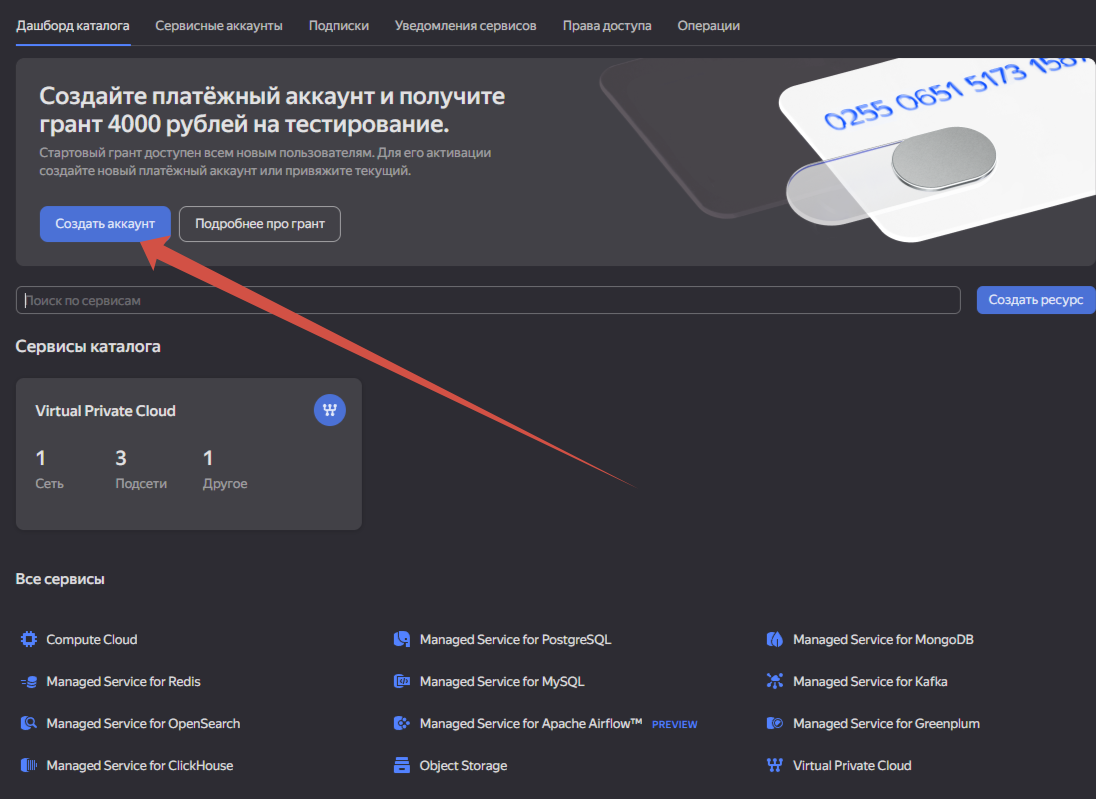 Дашборд каталога Сервисные аккаунты Подписки Уведомления сервисов Права доступа Операции
Создайте платёжный аккаунт и получите
грант 4000 рублей на тестирование.
Стартовый грант доступен всем новым пользователям. Для его активации
создайте новый платёжный аккаунт или привяжите текущий.
0255 0651 5173 1587
Создать аккаунт Подробнее про грант
Поиск по сервисам Создать ресурс
Сервисы каталога
Virtual Private Cloud
1 3 1
Сеть Подсети Другое
Все сервисы
Compute Cloud Managed Service for PostgreSQL Managed Service for MongoDB
Managed Service for Redis Managed Service for MySQL Managed Service for Kafka
Managed Service for OpenSearch Managed Service for Apache Airflow™ PREVIEW Managed Service for Greenplum
Managed Service for ClickHouse Object Storage Virtual Private Cloud